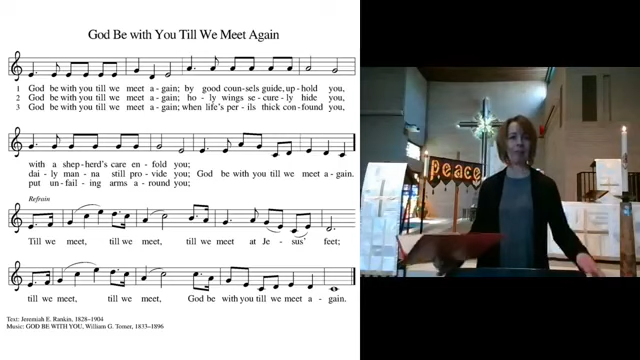 God Be with You Till We Meet Again
1 God be with you till we meet a - gain; by good coun - sels guide, up - hold you,
2 God be with you till we meet a - gain; ho - ly wings se - cure - ly hide you,
3 God be with you till we meet a - gain; when life's per - ils thick con - found you,
with a shep - herd's care en - fold you;
dai - ly man - na still pro - vide you; God be with you till we meet a - gain.
put un - fail - ing arms a - round you;
Refrain
Till we meet, till we meet, till we meet at Je - sus' feet;
till we meet, till we meet, God be with you till we meet a - gain.
Text: Jeremiah E. Rankin, 1828–1904
Music: GOD BE WITH YOU, William G. Tomer, 1833–1896
peace